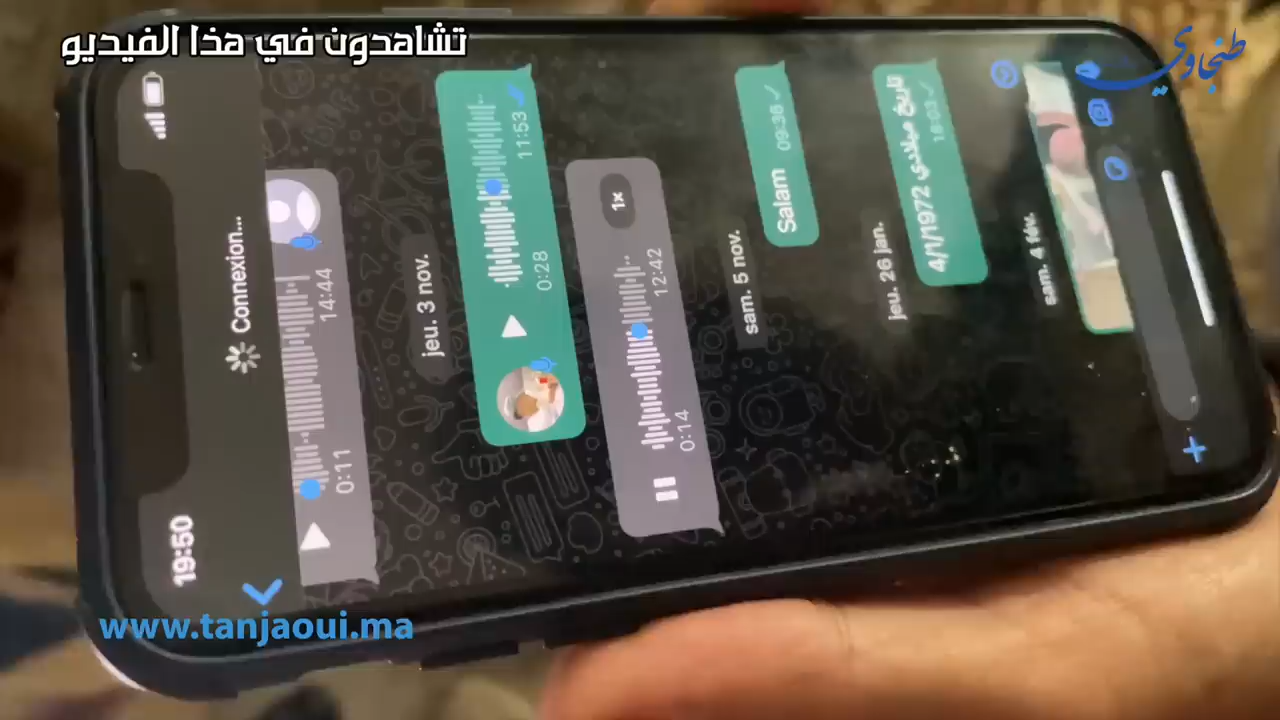 تشاهدون في هذا الفيديو
طنجاوي
19:50
Connexion...
0:11
14:44
jeu. 3 nov.
0:28
11:53
1x
0:14
12:42
sam. 5 nov.
Salam 09:36
jeu. 26 jan.
تاريخ ميلادي 4/1/1972
18:03
sam. 4 fév.
www.tanjaoui.ma